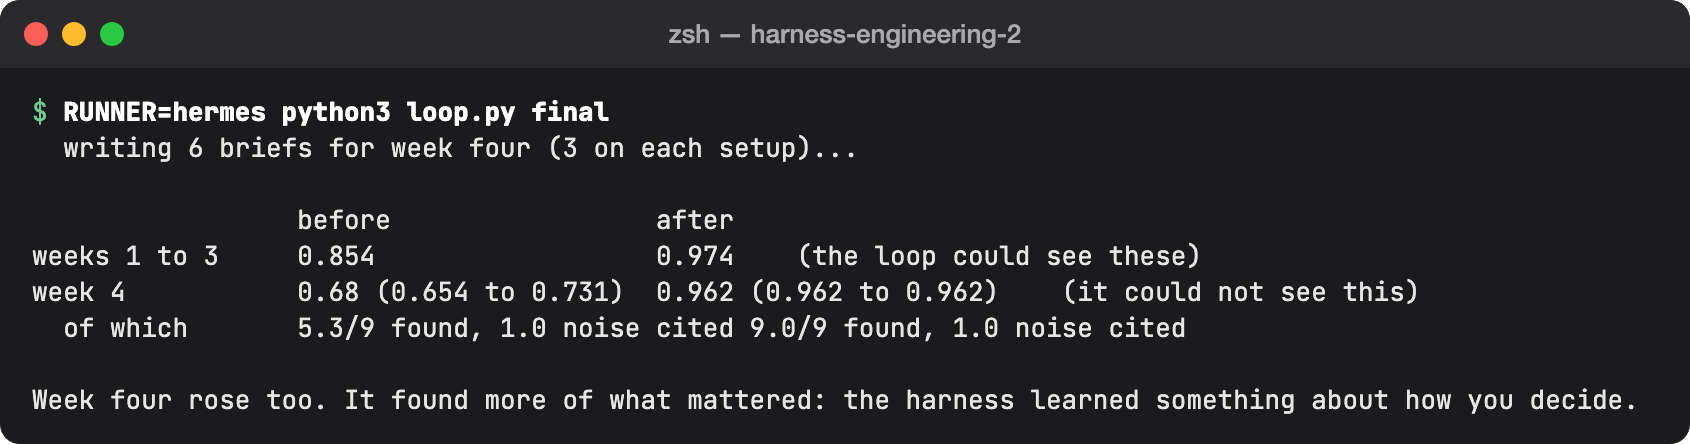 zsh — harness-engineering-2
$ RUNNER=hermes python3 loop.py final
writing 6 briefs for week four (3 on each setup)...
before after
weeks 1 to 3 0.854 0.974 (the loop could see these)
week 4 0.68 (0.654 to 0.731) 0.962 (0.962 to 0.962) (it could not see this)
of which 5.3/9 found, 1.0 noise cited 9.0/9 found, 1.0 noise cited
Week four rose too. It found more of what mattered: the harness learned something about how you decide.